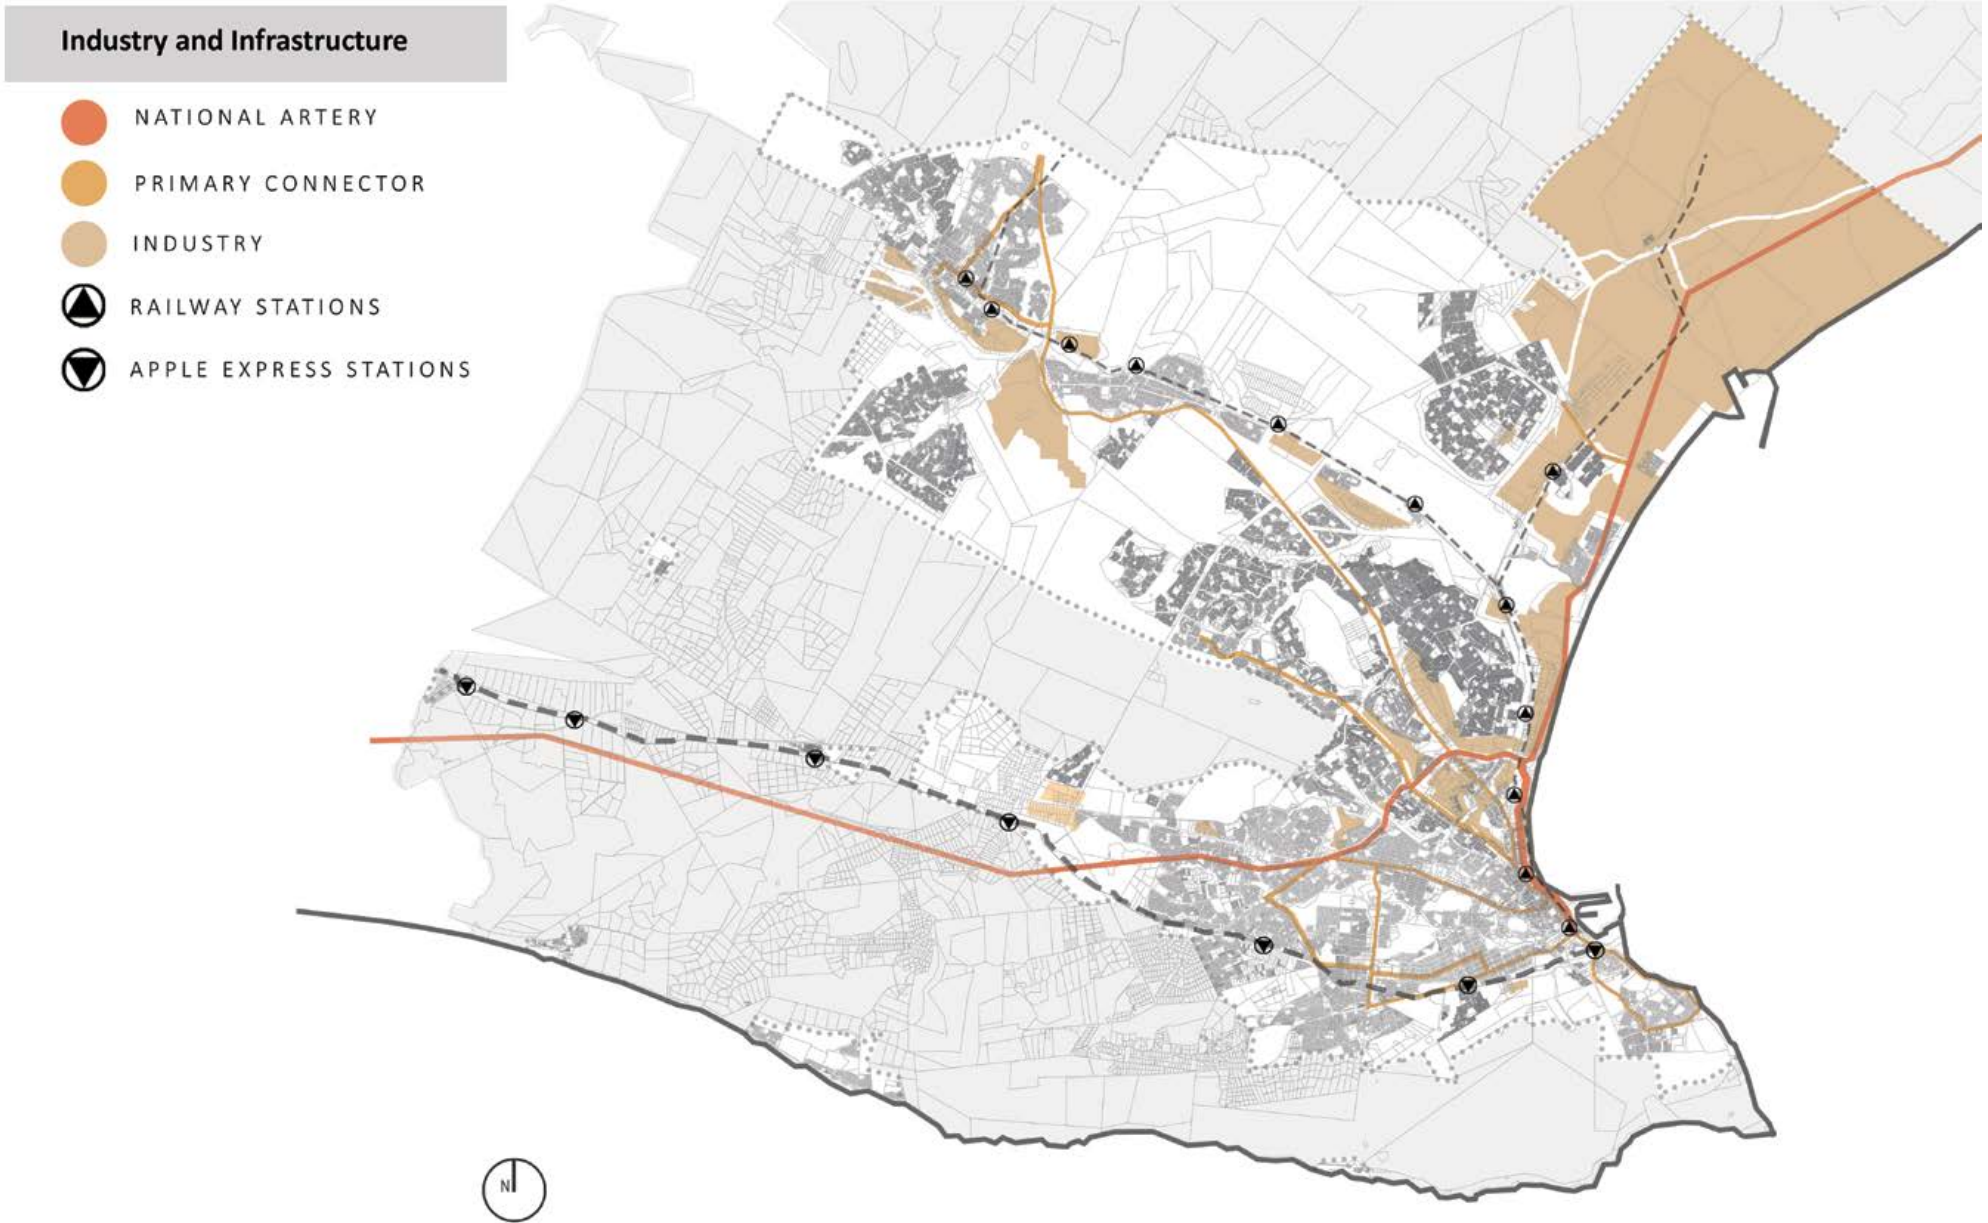 Industry and Infrastructure
NATIONAL ARTERY
PRIMARY CONNECTOR
INDUSTRY
RAILWAY STATIONS
APPLE EXPRESS STATIONS
N